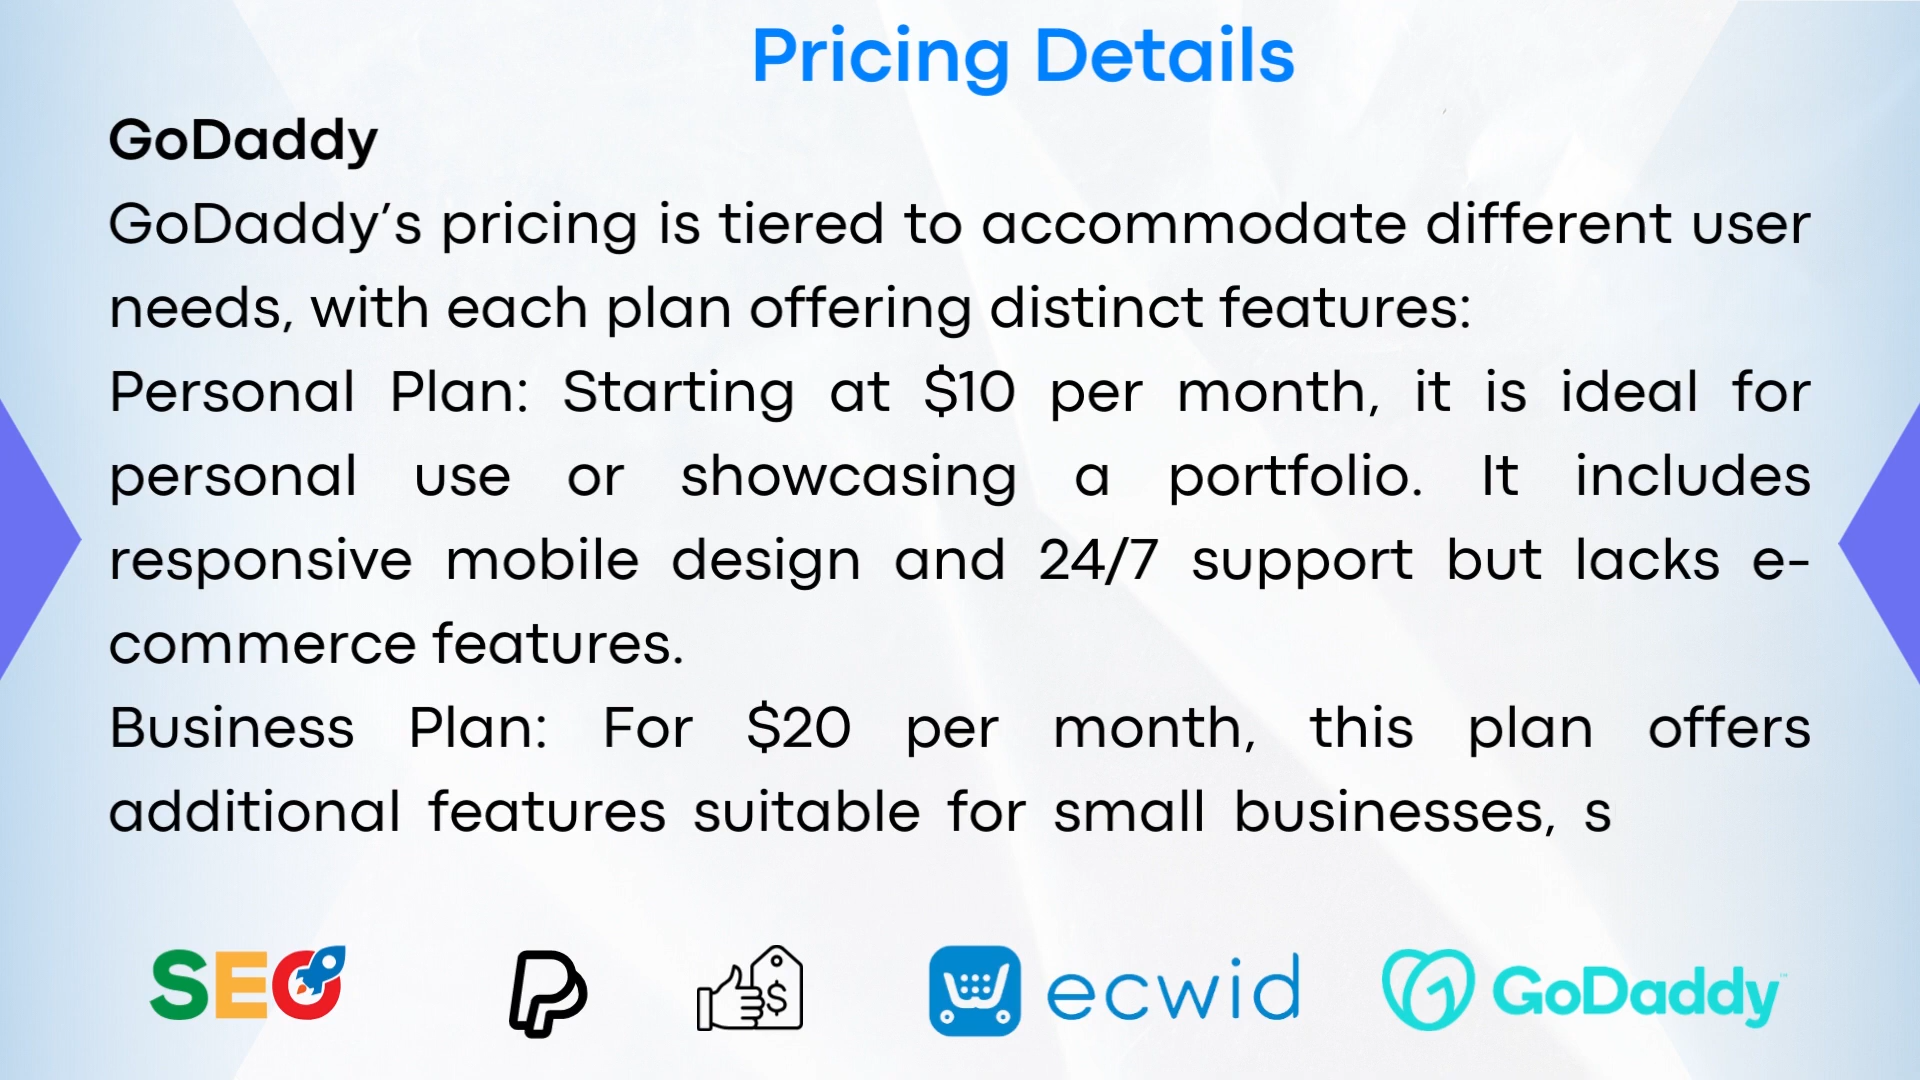 Pricing Details
GoDaddy
GoDaddy’s pricing is tiered to accommodate different user
needs, with each plan offering distinct features:
Personal Plan: Starting at $10 per month, it is ideal for
personal use or showcasing a portfolio. It includes
responsive mobile design and 24/7 support but lacks e-
commerce features.
Business Plan: For $20 per month, this plan offers
additional features suitable for small businesses, s
SEO $ ecwid GoDaddy